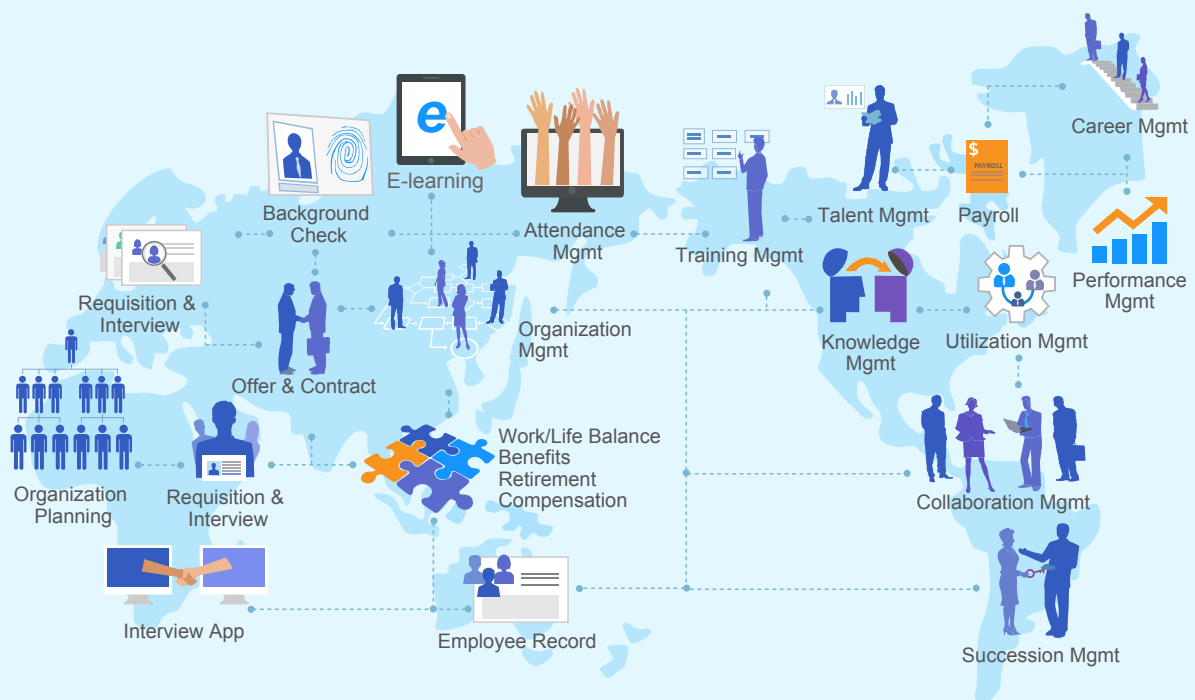 Career Mgmt
e
E-learning
Background
Check
Attendance
Mgmt
Training Mgmt
Talent Mgmt
$
PAYROLL
Payroll
Performance
Mgmt
Requisition &
Interview
Offer & Contract
Organization
Mgmt
Knowledge
Mgmt
Utilization Mgmt
Organization
Planning
Requisition &
Interview
Work/Life Balance
Benefits
Retirement
Compensation
Collaboration Mgmt
Interview App
Employee Record
Succession Mgmt